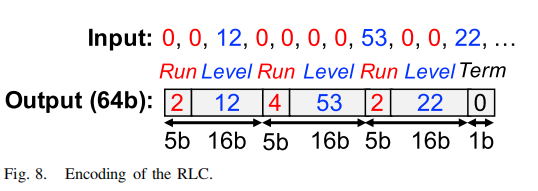 Input: 0, 0, 12, 0, 0, 0, 0, 53, 0, 0, 22, ...
Run Level Run Level Run Level Term
Output (64b): 2 12 4 53 2 22 0
5b 16b 5b 16b 5b 16b 1b
Fig. 8. Encoding of the RLC.